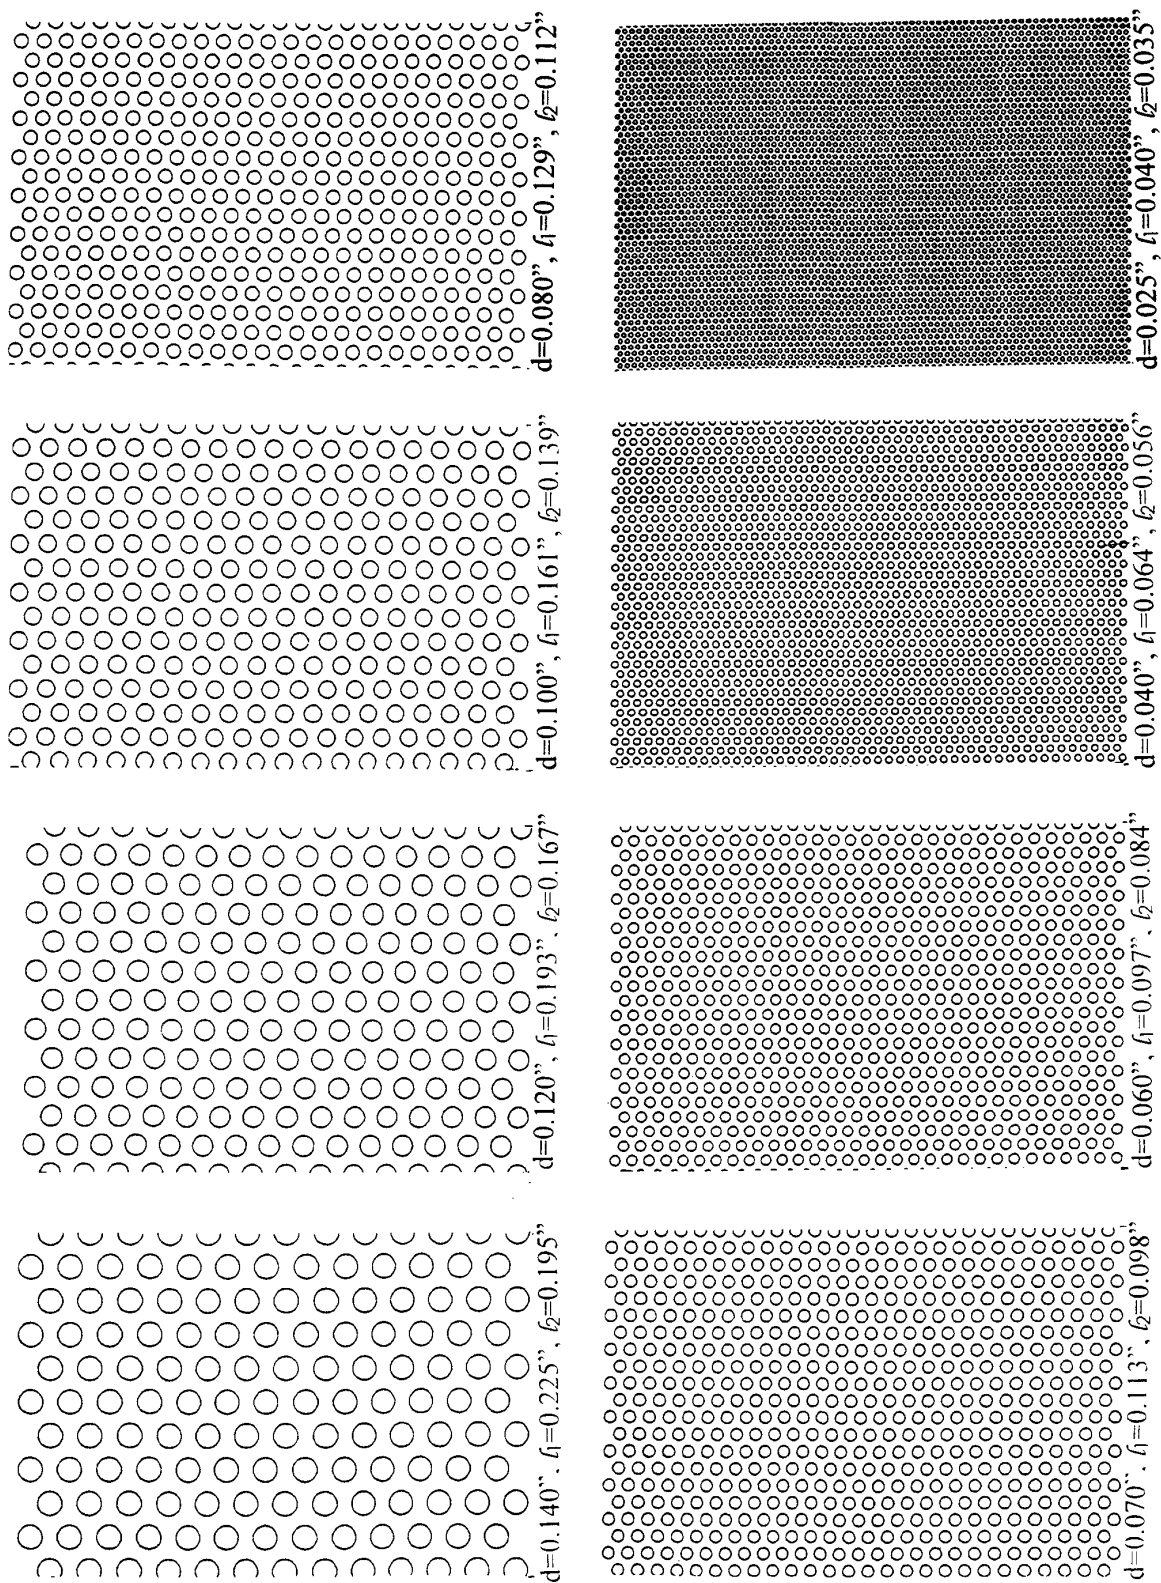 d=0.140”, ℓ₁=0.225”, ℓ₂=0.195”
d=0.120”, ℓ₁=0.193”, ℓ₂=0.167”
d=0.100”, ℓ₁=0.161”, ℓ₂=0.139”
d=0.080”, ℓ₁=0.129”, ℓ₂=0.112”
d=0.070”, ℓ₁=0.113”, ℓ₂=0.098”
d=0.060”, ℓ₁=0.097”, ℓ₂=0.084”
d=0.040”, ℓ₁=0.064”, ℓ₂=0.056”
d=0.025”, ℓ₁=0.040”, ℓ₂=0.035”